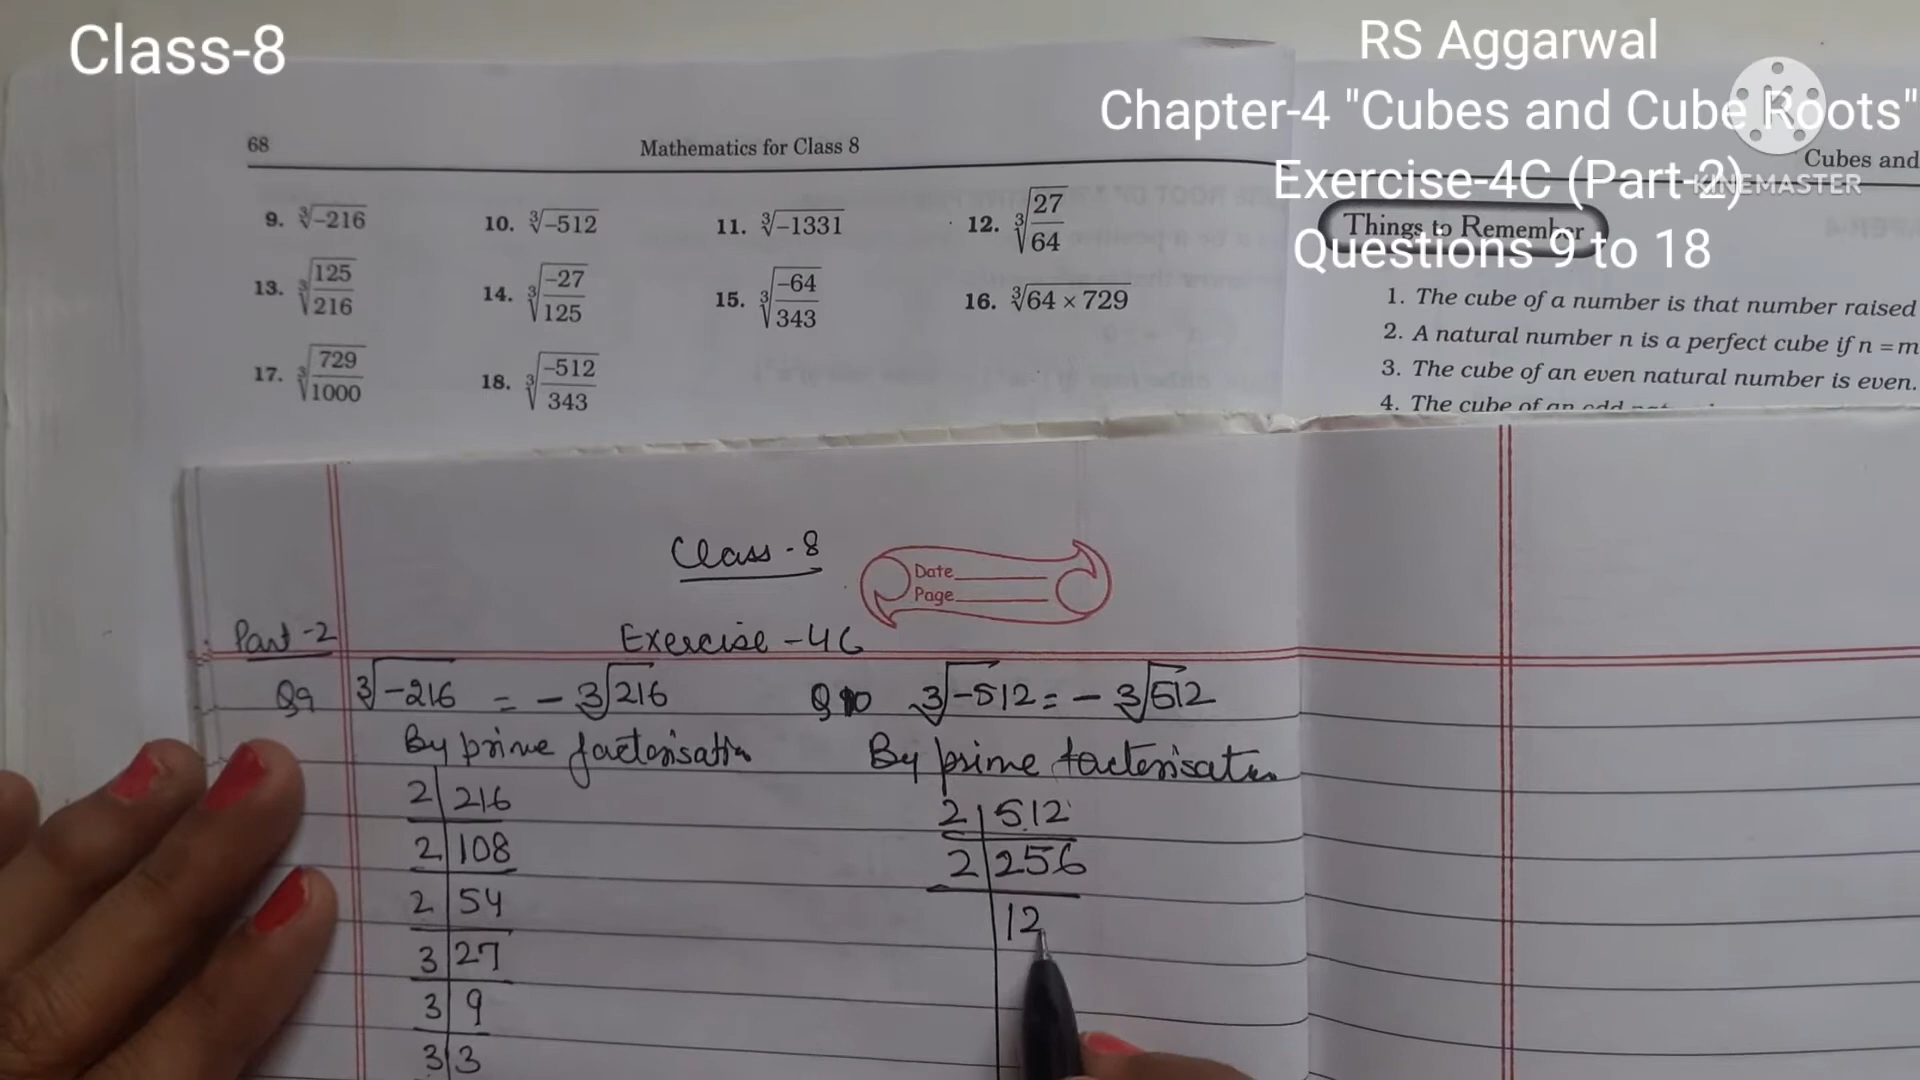 Class-8
RS Aggarwal
Chapter-4 "Cubes and Cube Roots"
Exercise-4C (Part-2)
Questions 9 to 18
KINEMASTER
68 Mathematics for Class 8
9. ∛-216 10. ∛-512 11. ∛-1331 12. ∛27/64
13. ∛125/216 14. ∛-27/125 15. ∛-64/343 16. ∛64 × 729
17. ∛729/1000 18. ∛-512/343
Cubes and
Things to Remember
1. The cube of a number is that number raised
2. A natural number n is a perfect cube if n = m
3. The cube of an even natural number is even.
4. The cube of an odd
Class - 8
Date
Page
Part -2 Exercise -4C
Q9 ∛-216 = - ∛216 Q10 ∛-512 = - ∛512
By prime factorisation By prime factorisation
2 216 2 512
2 108 2 256
2 54 12
3 27
3 9
3 3